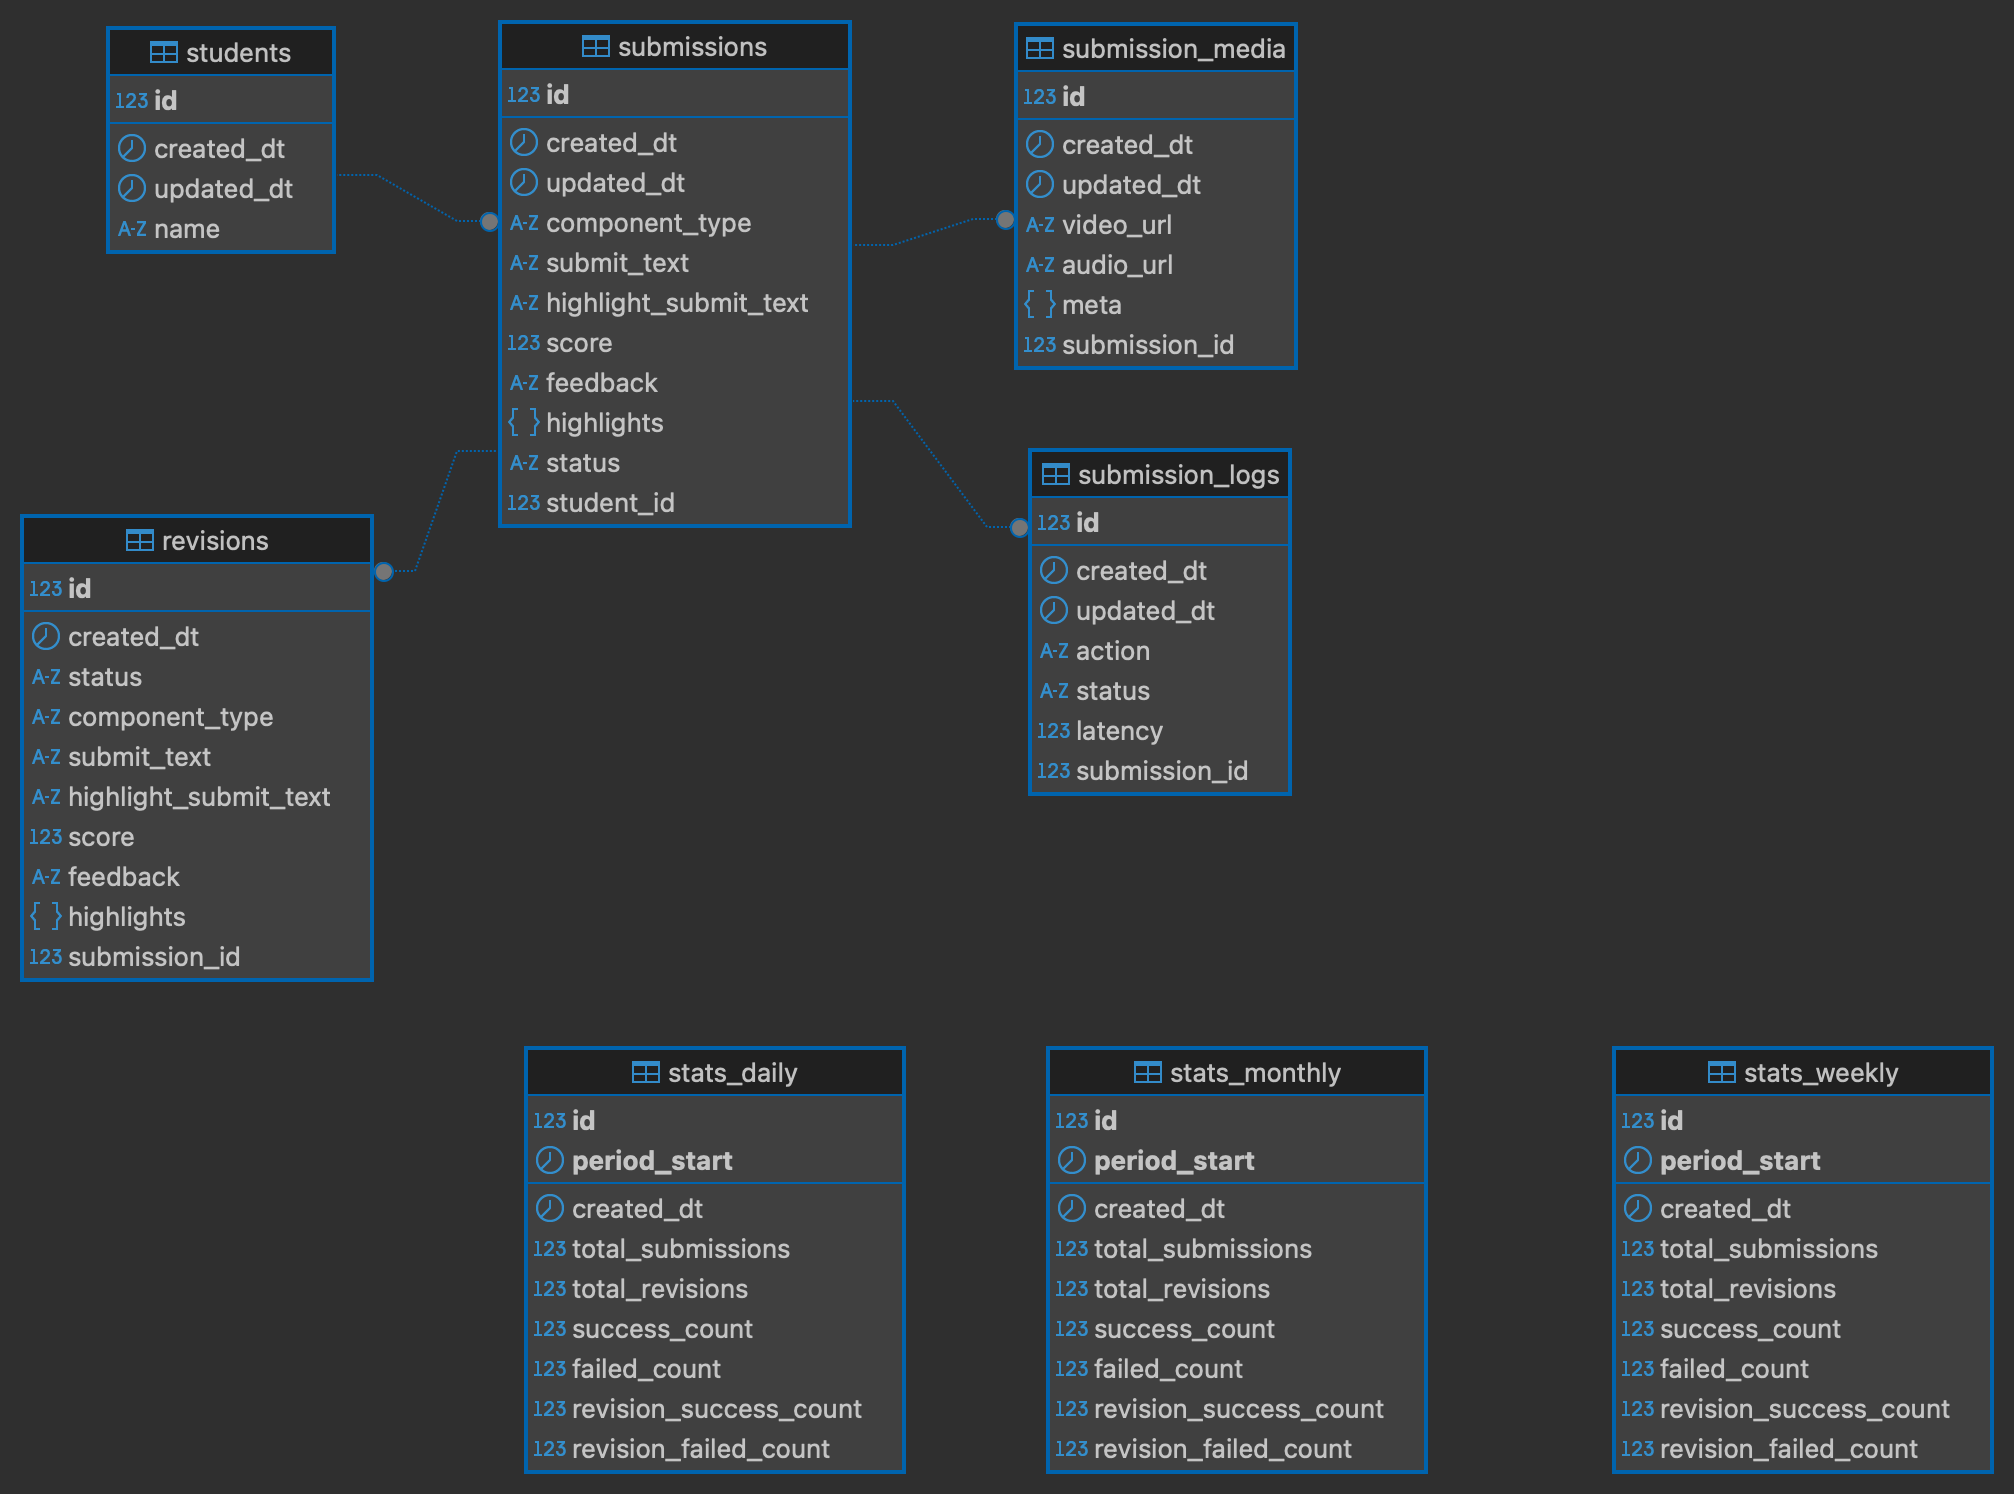 students
123 id
created_dt
updated_dt
A-Z name
submissions
123 id
created_dt
updated_dt
A-Z component_type
A-Z submit_text
A-Z highlight_submit_text
123 score
A-Z feedback
{ } highlights
A-Z status
123 student_id
submission_media
123 id
created_dt
updated_dt
A-Z video_url
A-Z audio_url
{ } meta
123 submission_id
submission_logs
123 id
created_dt
updated_dt
A-Z action
A-Z status
123 latency
123 submission_id
revisions
123 id
created_dt
A-Z status
A-Z component_type
A-Z submit_text
A-Z highlight_submit_text
123 score
A-Z feedback
{ } highlights
123 submission_id
stats_daily
123 id
period_start
created_dt
123 total_submissions
123 total_revisions
123 success_count
123 failed_count
123 revision_success_count
123 revision_failed_count
stats_monthly
123 id
period_start
created_dt
123 total_submissions
123 total_revisions
123 success_count
123 failed_count
123 revision_success_count
123 revision_failed_count
stats_weekly
123 id
period_start
created_dt
123 total_submissions
123 total_revisions
123 success_count
123 failed_count
123 revision_success_count
123 revision_failed_count